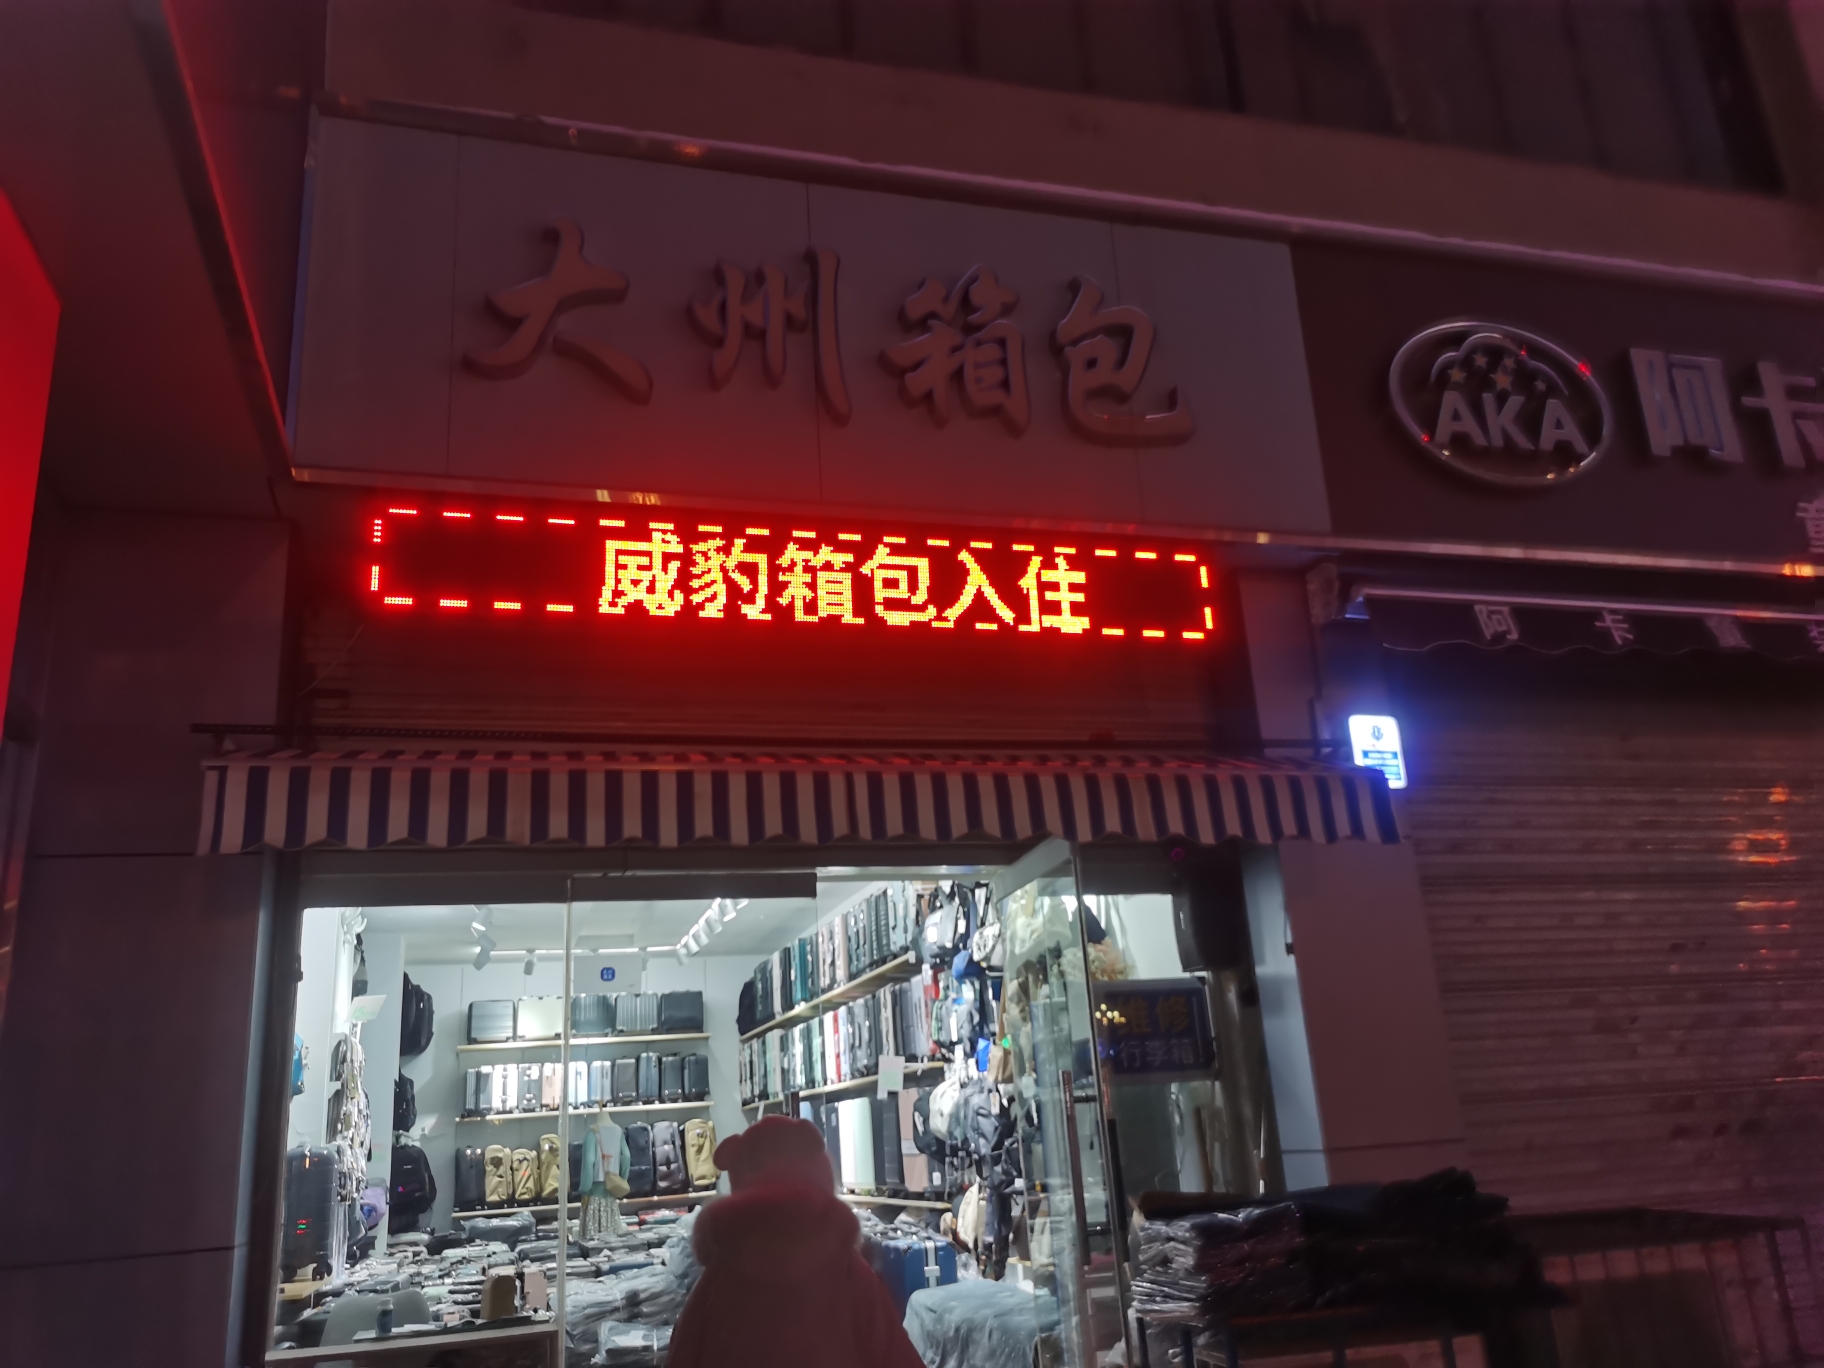 大州箱包
AKA 阿卡
威豹箱包入住
阿卡童装
维修
行李箱